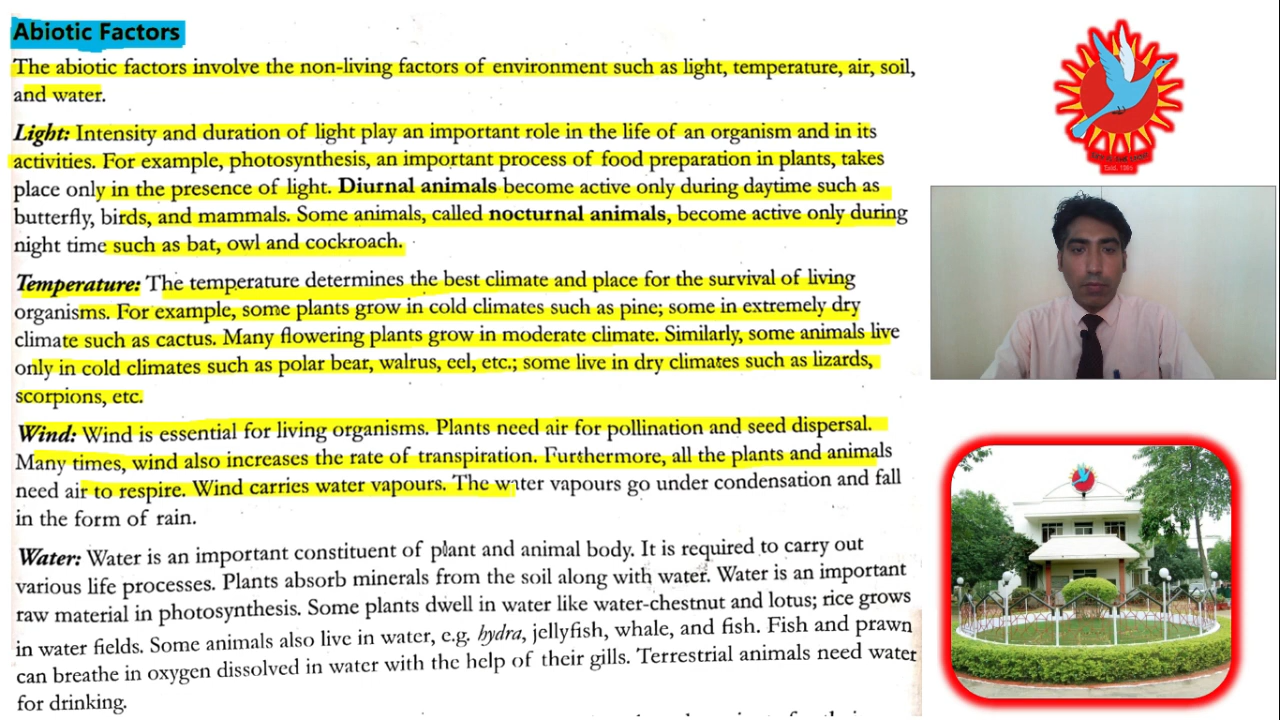 Abiotic Factors
The abiotic factors involve the non-living factors of environment such as light, temperature, air, soil,
and water.
Light: Intensity and duration of light play an important role in the life of an organism and in its
activities. For example, photosynthesis, an important process of food preparation in plants, takes
place only in the presence of light. Diurnal animals become active only during daytime such as
butterfly, birds, and mammals. Some animals, called nocturnal animals, become active only during
night time such as bat, owl and cockroach.
Temperature: The temperature determines the best climate and place for the survival of living
organisms. For example, some plants grow in cold climates such as pine; some in extremely dry
climate such as cactus. Many flowering plants grow in moderate climate. Similarly, some animals live
only in cold climates such as polar bear, walrus, eel, etc.; some live in dry climates such as lizards,
scorpions, etc.
Wind: Wind is essential for living organisms. Plants need air for pollination and seed dispersal.
Many times, wind also increases the rate of transpiration. Furthermore, all the plants and animals
need air to respire. Wind carries water vapours. The water vapours go under condensation and fall
in the form of rain.
Water: Water is an important constituent of plant and animal body. It is required to carry out
various life processes. Plants absorb minerals from the soil along with water. Water is an important
raw material in photosynthesis. Some plants dwell in water like water-chestnut and lotus; rice grows
in water fields. Some animals also live in water, e.g. hydra, jellyfish, whale, and fish. Fish and prawn
can breathe in oxygen dissolved in water with the help of their gills. Terrestrial animals need water
for drinking.